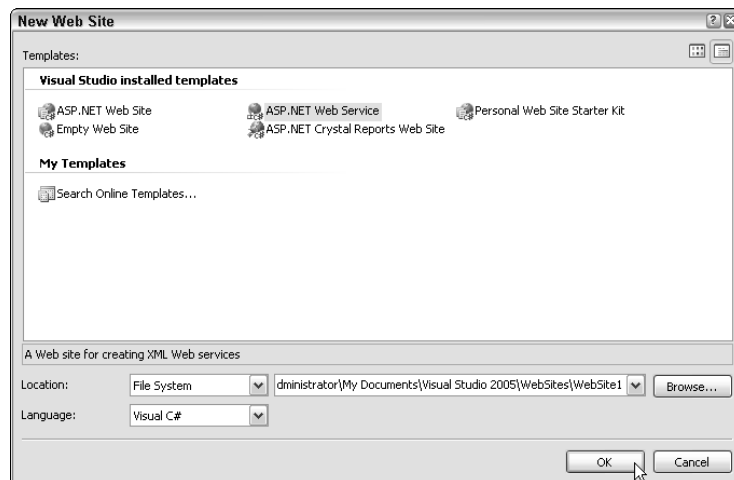 New Web Site
Templates:
Visual Studio installed templates
ASP.NET Web Site
ASP.NET Web Service
Personal Web Site Starter Kit
Empty Web Site
ASP.NET Crystal Reports Web Site
My Templates
Search Online Templates...
A Web site for creating XML Web services
Location:
File System
dministrator\My Documents\Visual Studio 2005\WebSites\WebSite1
Browse...
Language:
Visual C#
OK
Cancel